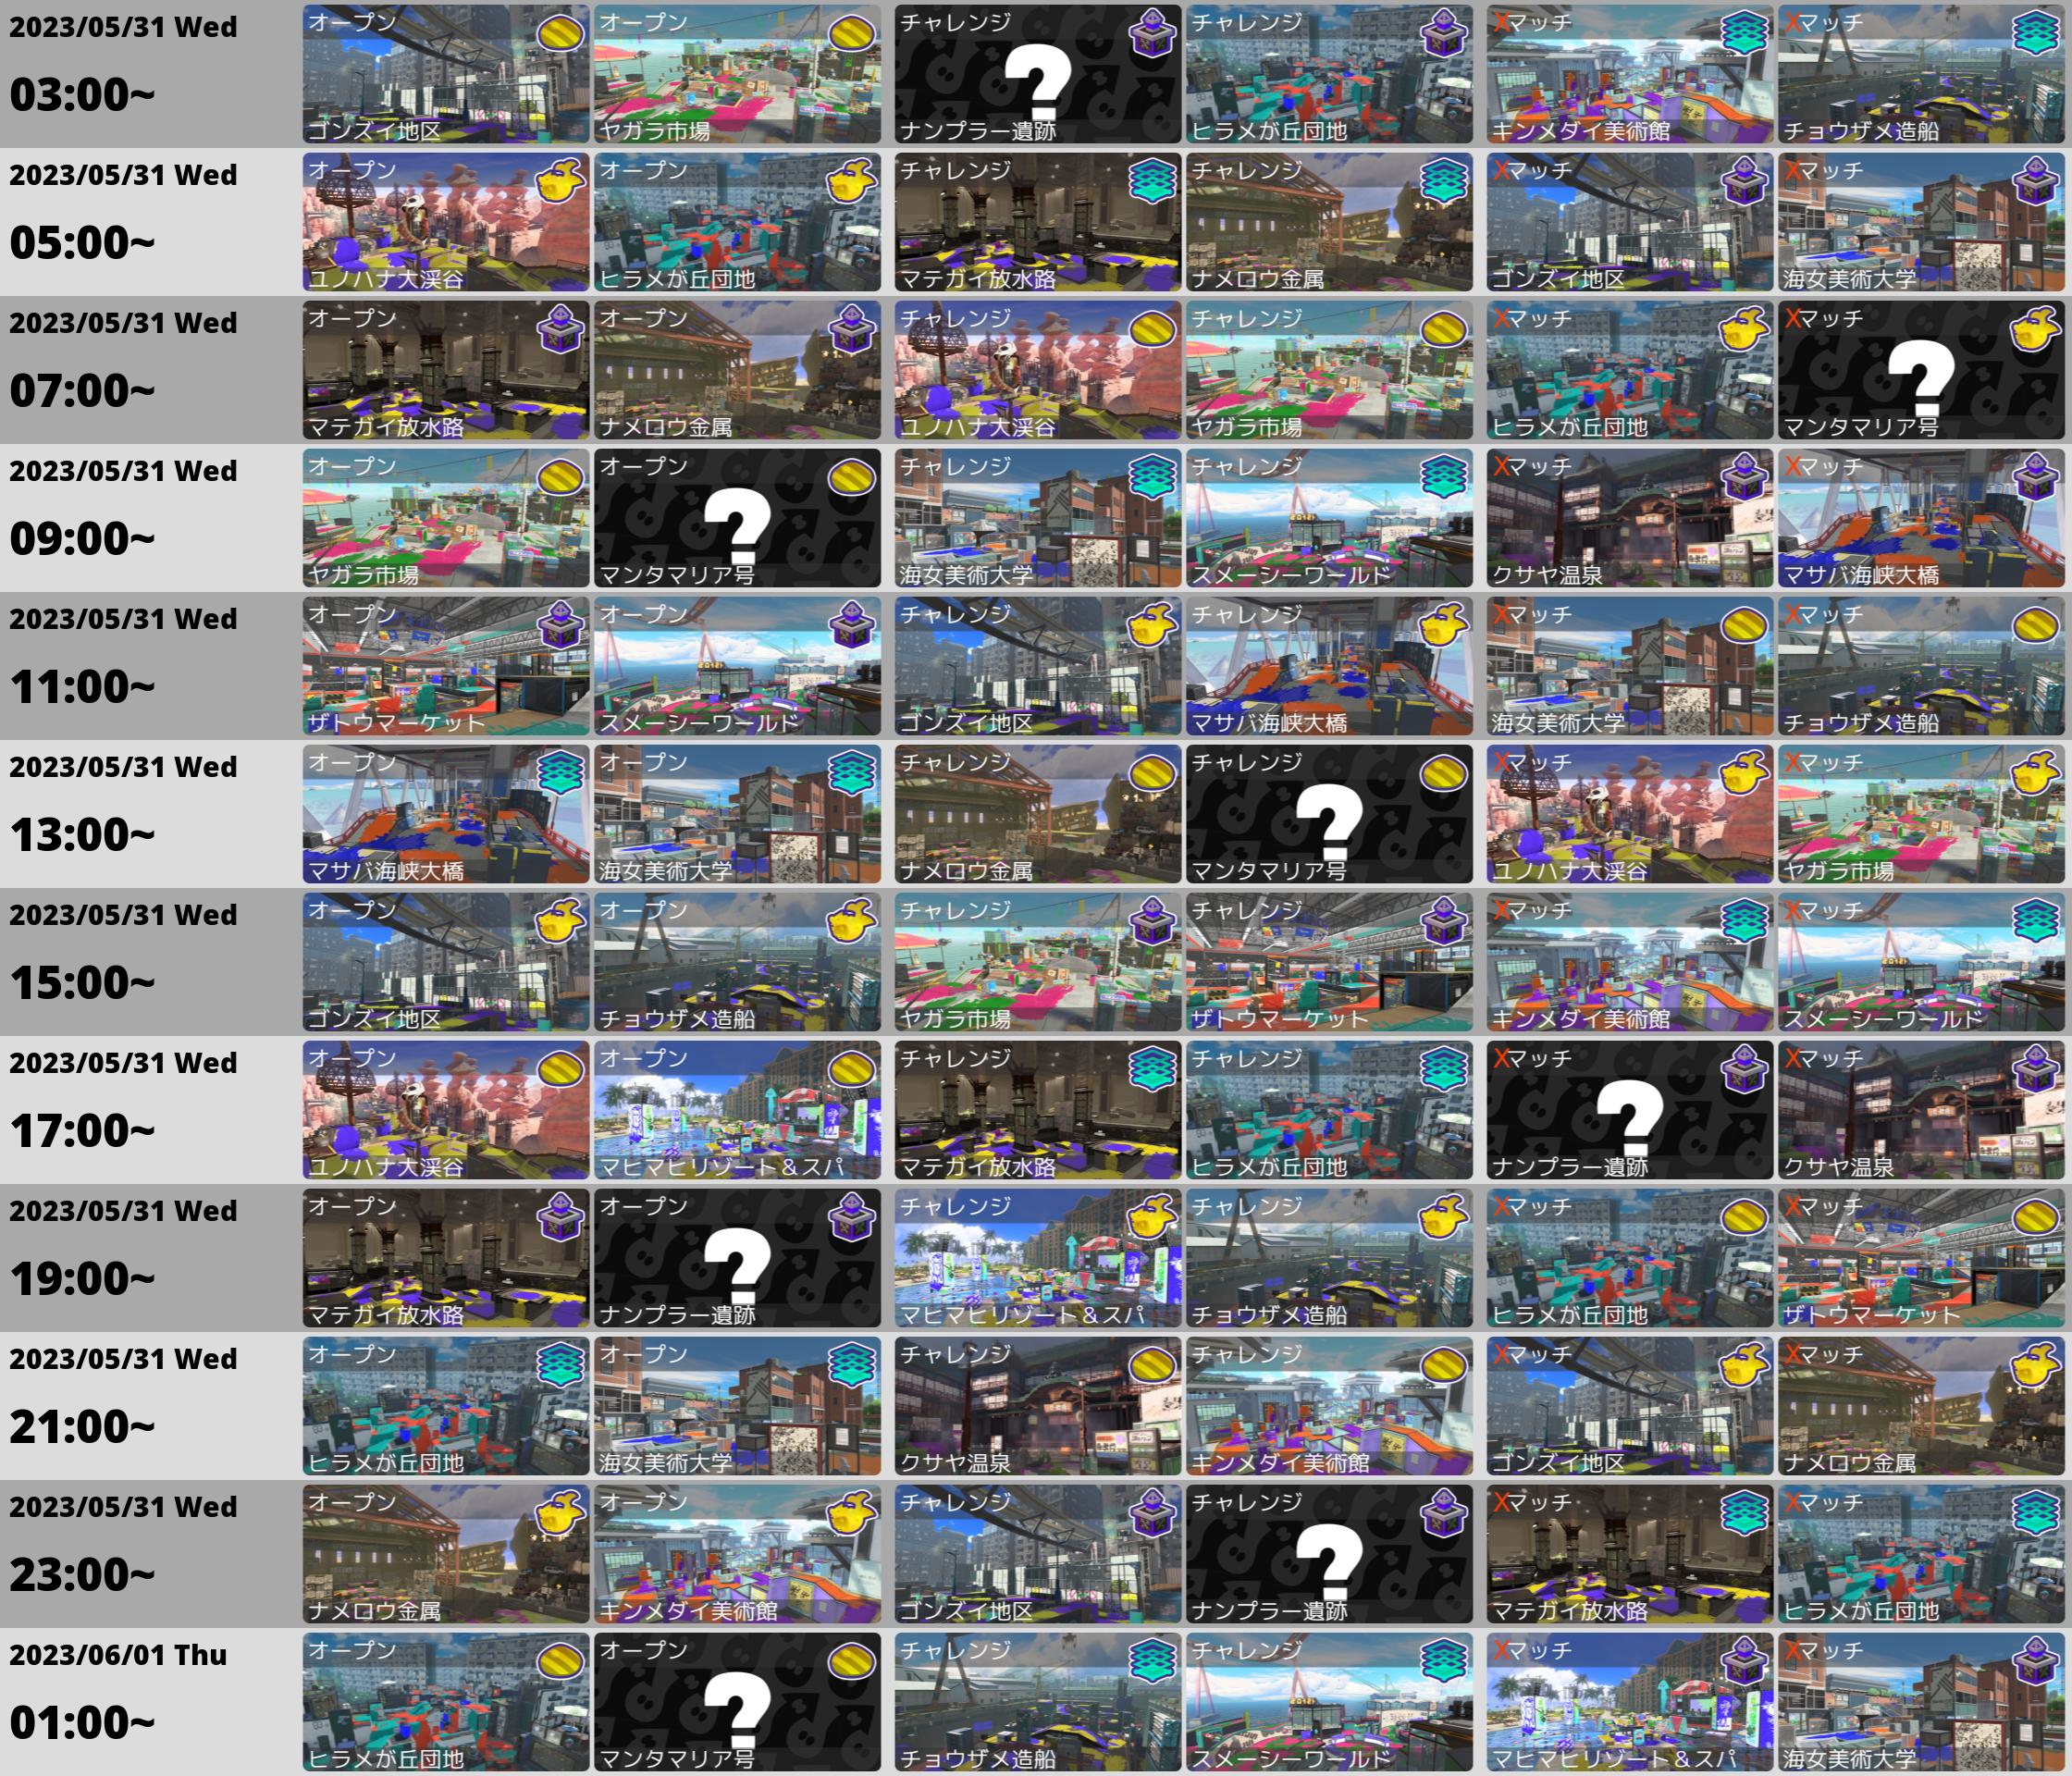 2023/05/31 Wed
03:00~
オープン オープン チャレンジ チャレンジ Xマッチ Xマッチ
ゴンズイ地区 ヤガラ市場 ナンプラー遺跡 ヒラメが丘団地 キンメダイ美術館 チョウザメ造船
2023/05/31 Wed
05:00~
オープン オープン チャレンジ チャレンジ Xマッチ Xマッチ
ユノハナ大渓谷 ヒラメが丘団地 マテガイ放水路 ナメロウ金属 ゴンズイ地区 海女美術大学
2023/05/31 Wed
07:00~
オープン オープン チャレンジ チャレンジ Xマッチ Xマッチ
マテガイ放水路 ナメロウ金属 ユノハナ大渓谷 ヤガラ市場 ヒラメが丘団地 マンタマリア号
2023/05/31 Wed
09:00~
オープン オープン チャレンジ チャレンジ Xマッチ Xマッチ
ヤガラ市場 マンタマリア号 海女美術大学 スメーシーワールド クサヤ温泉 マサバ海峡大橋
2023/05/31 Wed
11:00~
オープン オープン チャレンジ チャレンジ Xマッチ Xマッチ
ザトウマーケット スメーシーワールド ゴンズイ地区 マサバ海峡大橋 海女美術大学 チョウザメ造船
2023/05/31 Wed
13:00~
オープン オープン チャレンジ チャレンジ Xマッチ Xマッチ
マサバ海峡大橋 海女美術大学 ナメロウ金属 マンタマリア号 ユノハナ大渓谷 ヤガラ市場
2023/05/31 Wed
15:00~
オープン オープン チャレンジ チャレンジ Xマッチ Xマッチ
ゴンズイ地区 チョウザメ造船 ヤガラ市場 ザトウマーケット キンメダイ美術館 スメーシーワールド
2023/05/31 Wed
17:00~
オープン オープン チャレンジ チャレンジ Xマッチ Xマッチ
ユノハナ大渓谷 マヒマヒリゾート＆スパ マテガイ放水路 ヒラメが丘団地 ナンプラー遺跡 クサヤ温泉
2023/05/31 Wed
19:00~
オープン オープン チャレンジ チャレンジ Xマッチ Xマッチ
マテガイ放水路 ナンプラー遺跡 マヒマヒリゾート＆スパ チョウザメ造船 ヒラメが丘団地 ザトウマーケット
2023/05/31 Wed
21:00~
オープン オープン チャレンジ チャレンジ Xマッチ Xマッチ
ヒラメが丘団地 海女美術大学 クサヤ温泉 キンメダイ美術館 ゴンズイ地区 ナメロウ金属
2023/05/31 Wed
23:00~
オープン オープン チャレンジ チャレンジ Xマッチ Xマッチ
ナメロウ金属 キンメダイ美術館 ゴンズイ地区 ナンプラー遺跡 マテガイ放水路 ヒラメが丘団地
2023/06/01 Thu
01:00~
オープン オープン チャレンジ チャレンジ Xマッチ Xマッチ
ヒラメが丘団地 マンタマリア号 チョウザメ造船 スメーシーワールド マヒマヒリゾート＆スパ 海女美術大学